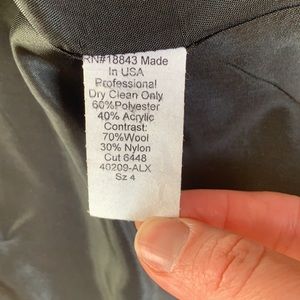 RN#18843 Made
In USA
Professional
Dry Clean Only
60%Polyester
40% Acrylic
Contrast:
70%Wool
30% Nylon
Cut 6448
40209-ALX
Sz 4